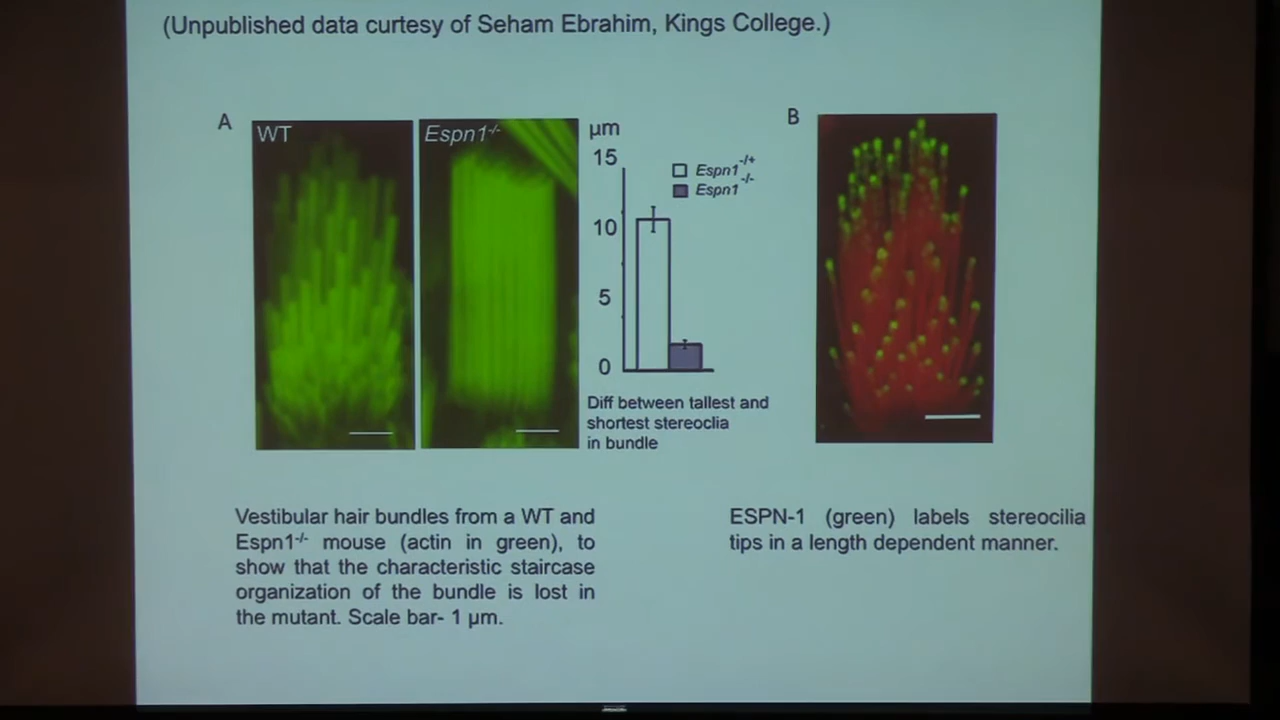 (Unpublished data curtesy of Seham Ebrahim, Kings College.)
A
WT
Espn1-/-
µm
15
10
5
0
Espn1-/+
Espn1-/-
Diff between tallest and
shortest stereoclia
in bundle
B
Vestibular hair bundles from a WT and
Espn1-/- mouse (actin in green), to
show that the characteristic staircase
organization of the bundle is lost in
the mutant. Scale bar- 1 µm.
ESPN-1 (green) labels stereocilia
tips in a length dependent manner.